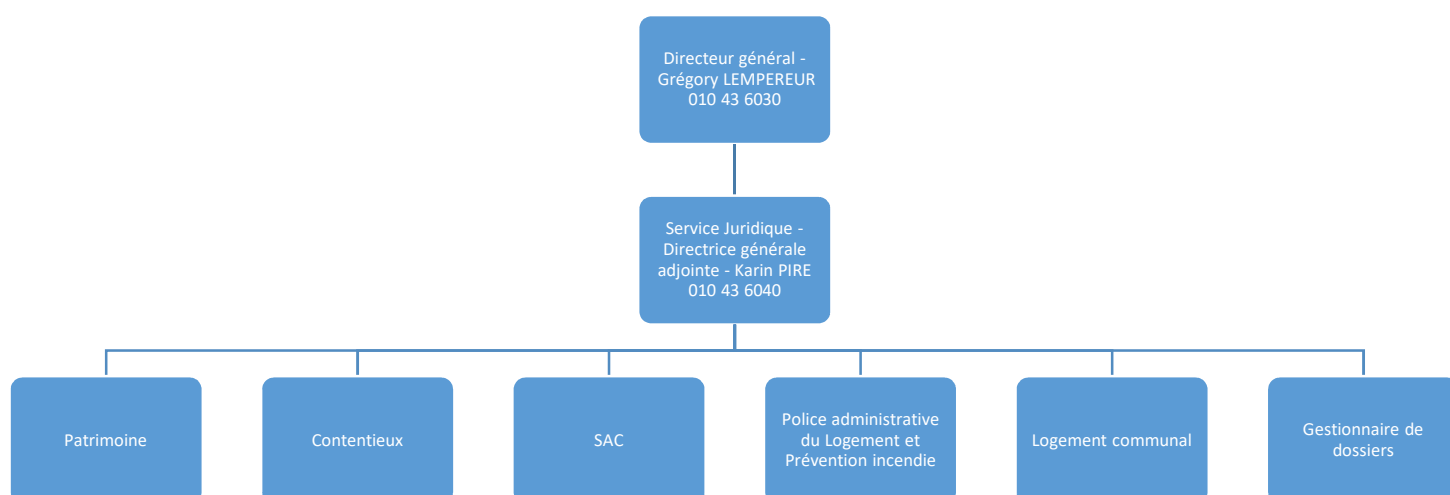 Directeur général -
Grégory LEMPEREUR
010 43 6030
Service Juridique -
Directrice générale
adjointe - Karin PIRE
010 43 6040
Patrimoine
Contentieux
SAC
Police administrative
du Logement et
Prévention incendie
Logement communal
Gestionnaire de
dossiers